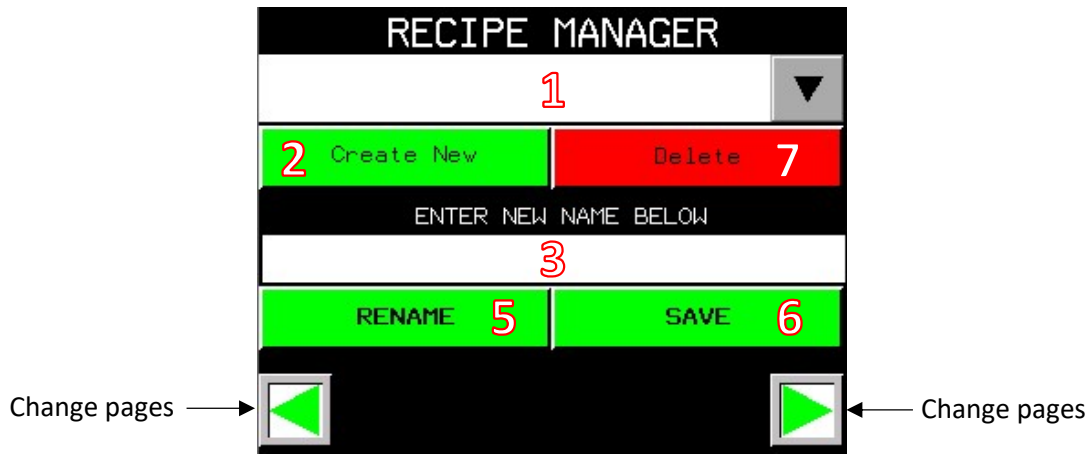 RECIPE MANAGER
1
2 Create New Delete 7
ENTER NEW NAME BELOW
3
RENAME 5 SAVE 6
Change pages Change pages